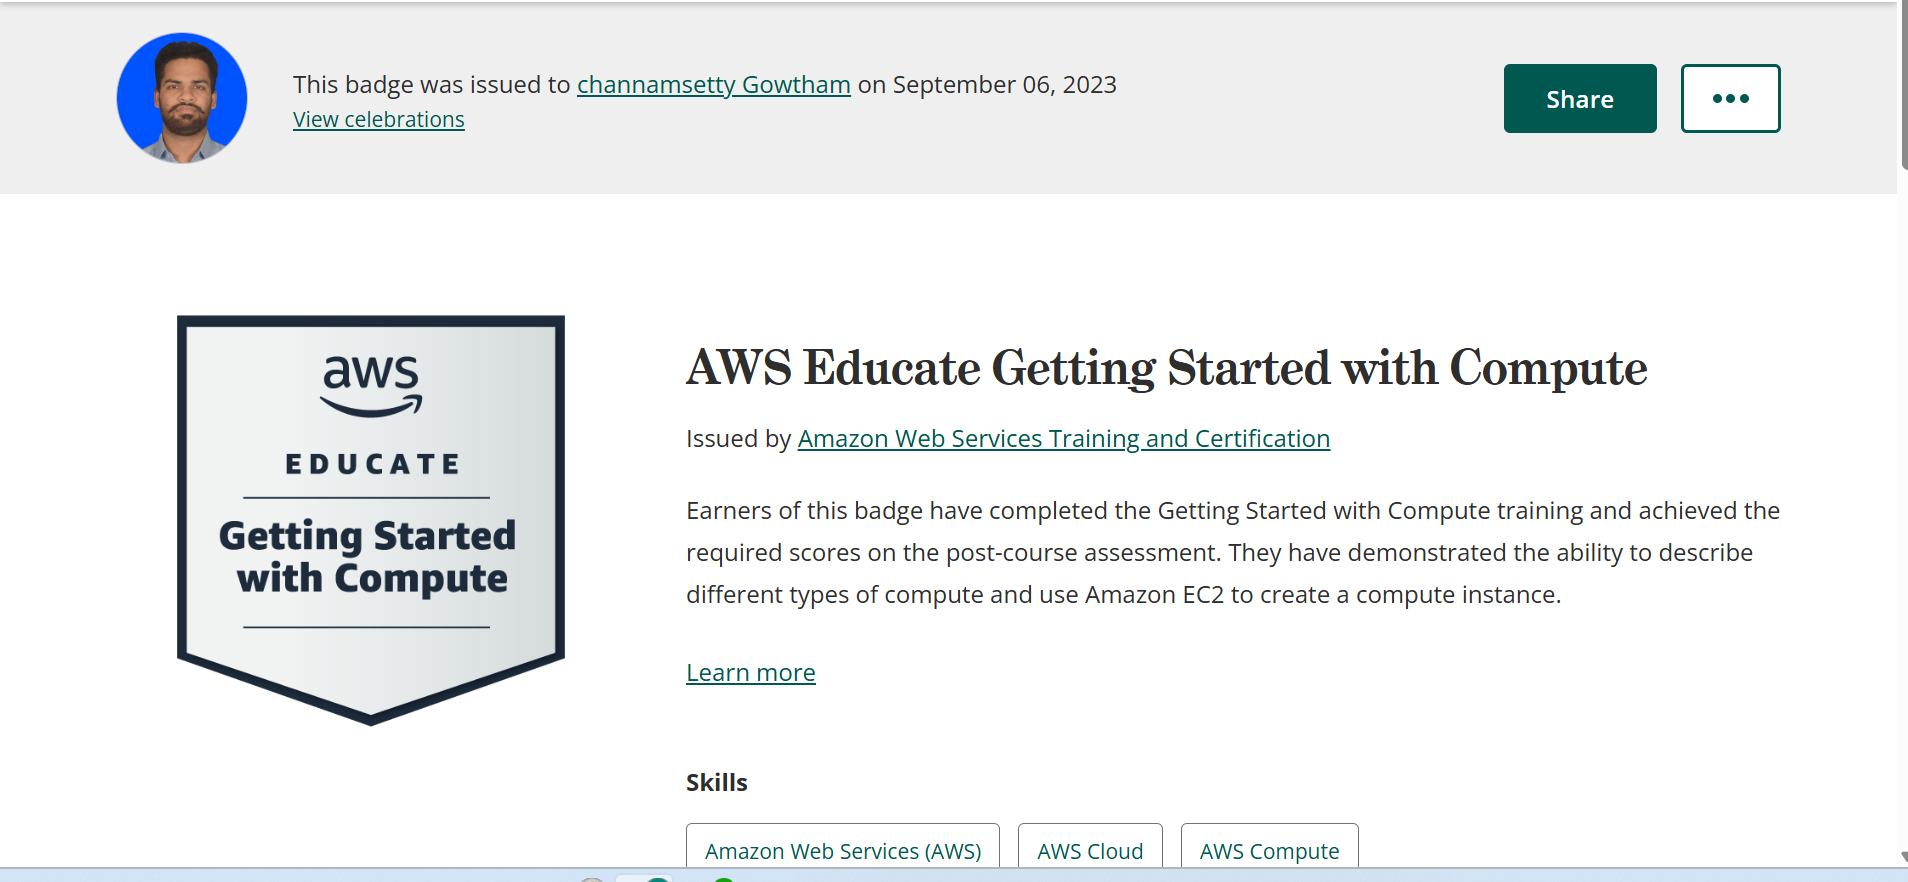 This badge was issued to channamsetty Gowtham on September 06, 2023
View celebrations
Share
aws
EDUCATE
Getting Started
with Compute
AWS Educate Getting Started with Compute
Issued by Amazon Web Services Training and Certification
Earners of this badge have completed the Getting Started with Compute training and achieved the
required scores on the post-course assessment. They have demonstrated the ability to describe
different types of compute and use Amazon EC2 to create a compute instance.
Learn more
Skills
Amazon Web Services (AWS)
AWS Cloud
AWS Compute